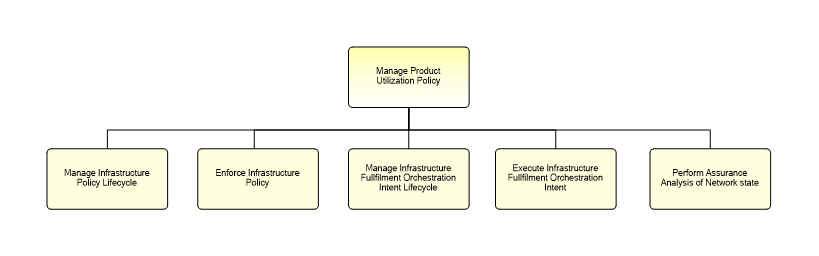 Manage Product
Utilization Policy
Manage Infrastructure
Policy Lifecycle
Enforce Infrastructure
Policy
Manage Infrastructure
Fullfilment Orchestration
Intent Lifecycle
Execute Infrastructure
Fullfilment Orchestration
Intent
Perform Assurance
Analysis of Network state